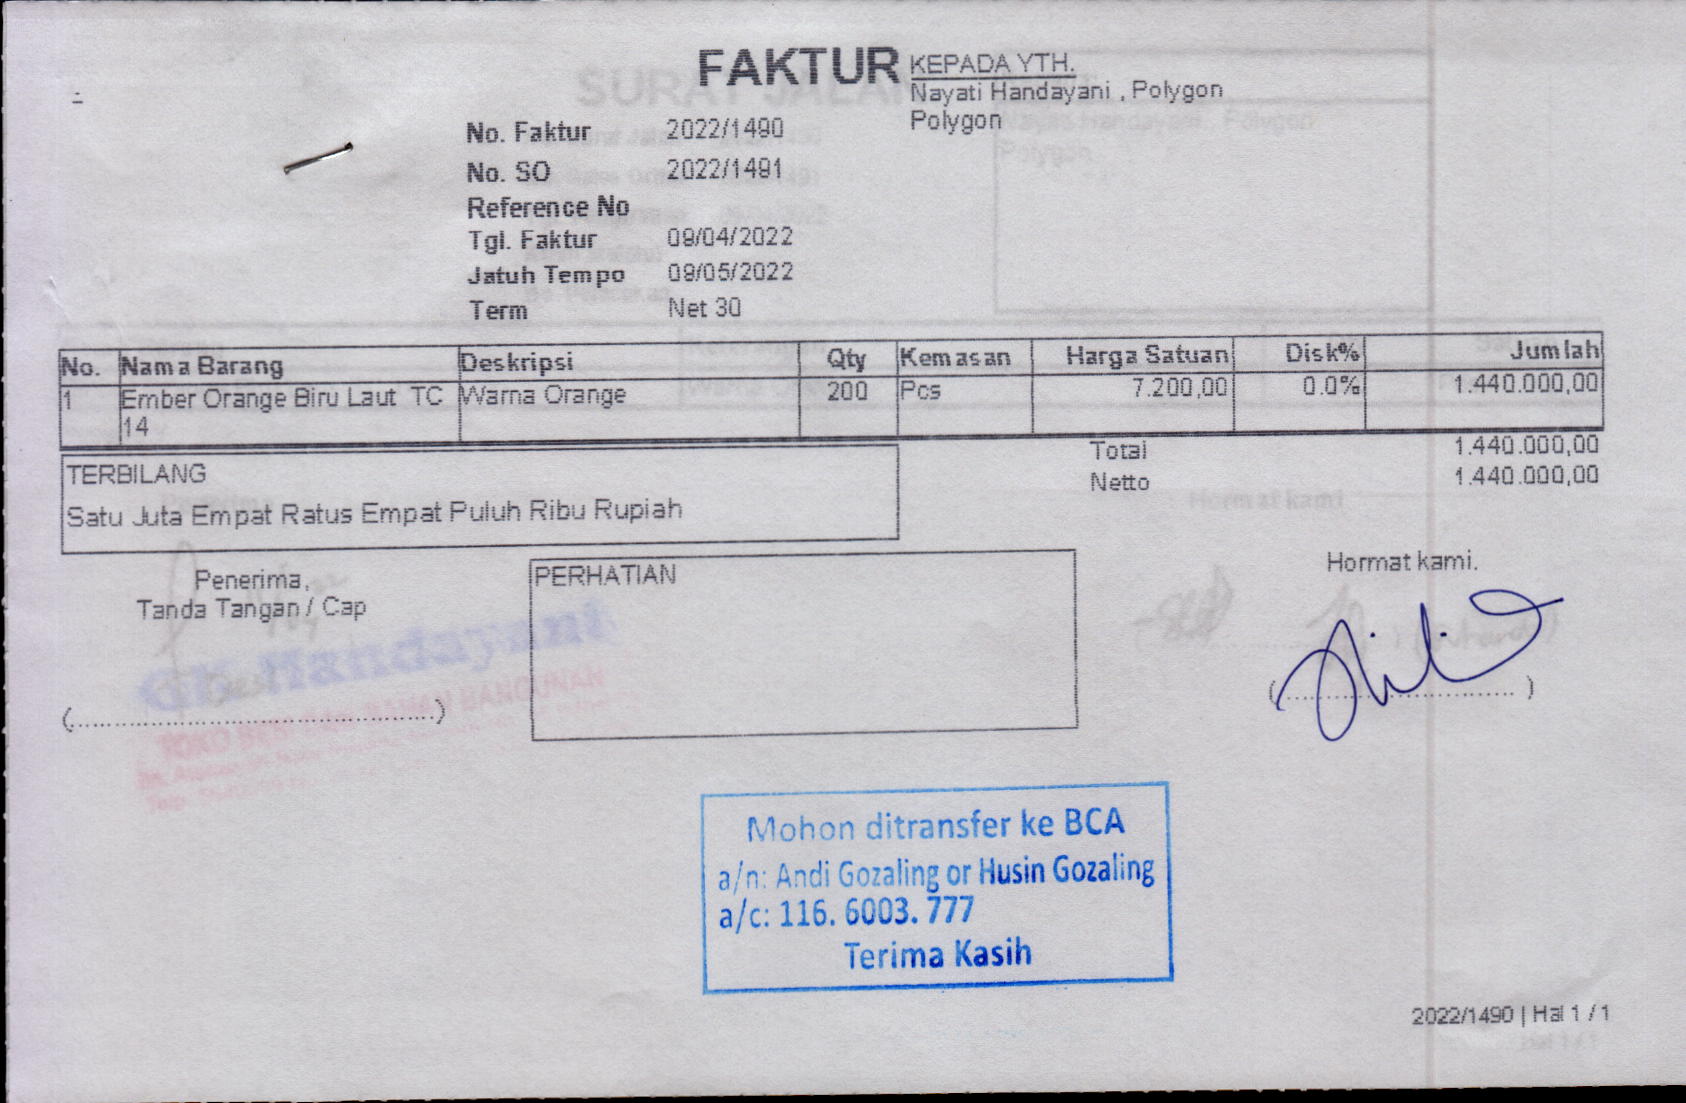 FAKTUR
KEPADA YTH.
Nayati Handayani , Polygon
Polygon
No. Faktur 2022/1490
No. SO 2022/1491
Reference No
Tgl. Faktur 09/04/2022
Jatuh Tempo 09/05/2022
Term Net 30
No. Nama Barang Deskripsi Qty Kemasan Harga Satuan Disk% Jumlah
1 Ember Orange Biru Laut TC Warna Orange 200 Pcs 7.200,00 0.0% 1.440.000,00
14
Total 1.440.000,00
Netto 1.440.000,00
TERBILANG
Satu Juta Empat Ratus Empat Puluh Ribu Rupiah
Penerima,
Tanda Tangan / Cap
PERHATIAN
Hormat kami.
Handayani
TOKO BESI DAN BAHAN BANGUNAN
Mohon ditransfer ke BCA
a/n: Andi Gozaling or Husin Gozaling
a/c: 116. 6003. 777
Terima Kasih
2022/1490 | Hal 1 / 1